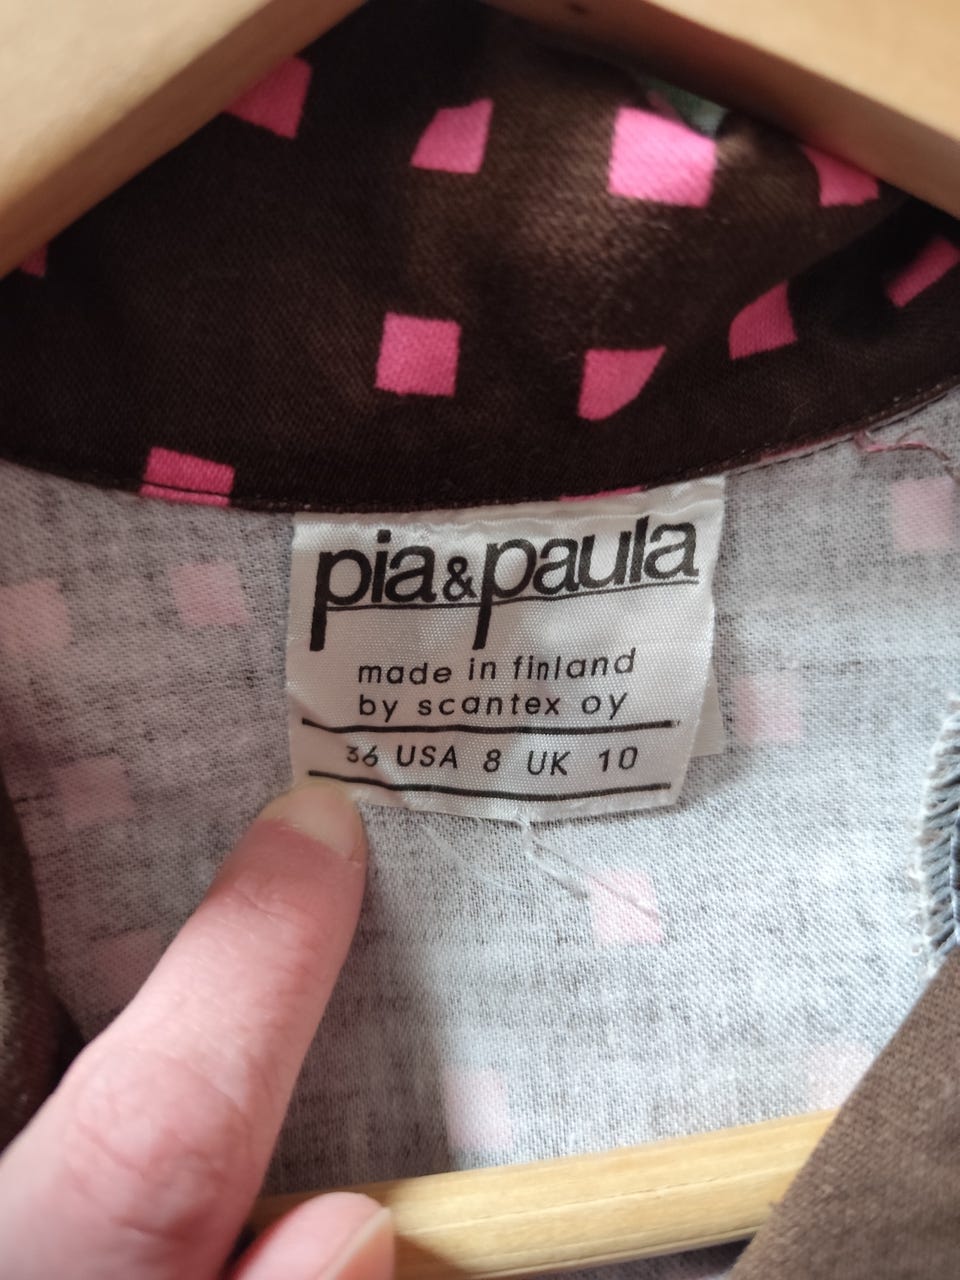 pia&paula
made in finland
by scantex oy
36 USA 8 UK 10